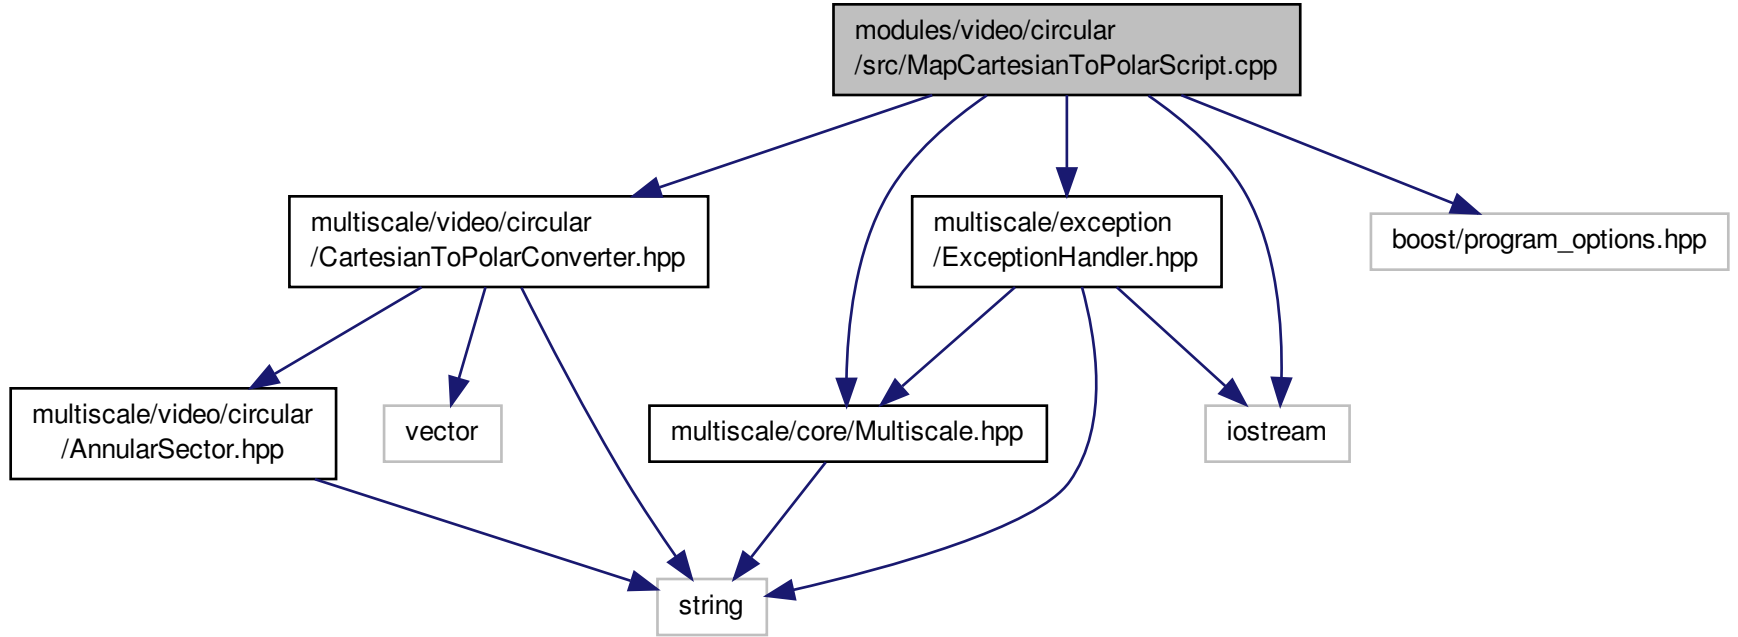 modules/video/circular
/src/MapCartesianToPolarScript.cpp
multiscale/video/circular
/CartesianToPolarConverter.hpp
multiscale/exception
/ExceptionHandler.hpp
boost/program_options.hpp
multiscale/video/circular
/AnnularSector.hpp
vector
multiscale/core/Multiscale.hpp
iostream
string